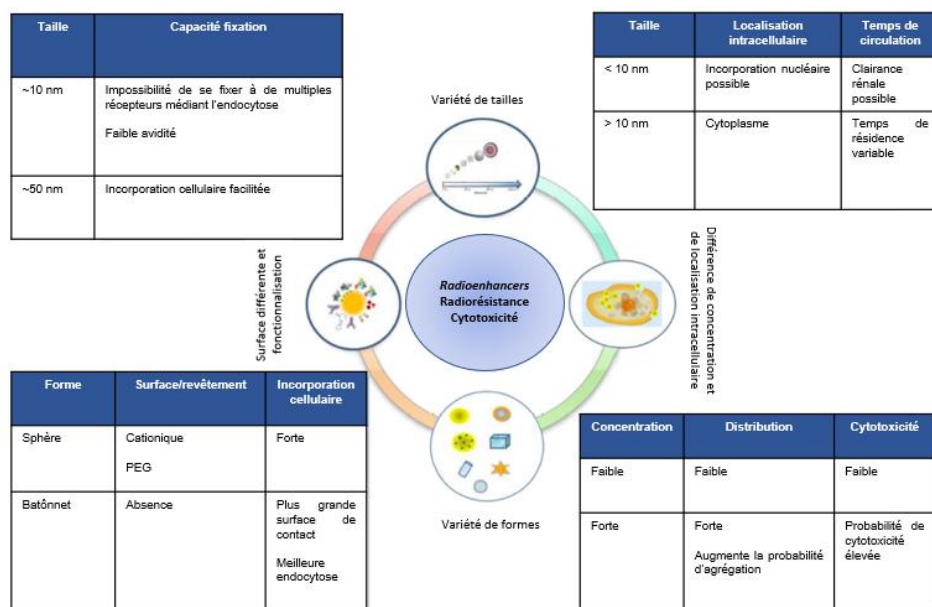 Taille Capacité fixation
~10 nm Impossibilité de se fixer à de multiples
récepteurs médiant l'endocytose
Faible avidité
~50 nm Incorporation cellulaire facilitée
Variété de tailles
Taille Localisation Temps de
intracellulaire circulation
< 10 nm Incorporation nucléaire Clairance
possible rénale
possible
> 10 nm Cytoplasme Temps de
résidence
variable
Surface différente et
fonctionnalisation
Radioenhancers
Radiorésistance
Cytotoxicité
Différence de concentration et
de localisation intracellulaire
Forme Surface/revêtement Incorporation
cellulaire
Sphère Cationique Forte
PEG
Batônnet Absence Plus grande
surface de
contact
Meilleure
endocytose
Variété de formes
Concentration Distribution Cytotoxicité
Faible Faible Faible
Forte Forte Probabilité de
cytotoxicité
Augmente la probabilité élevée
d'agrégation